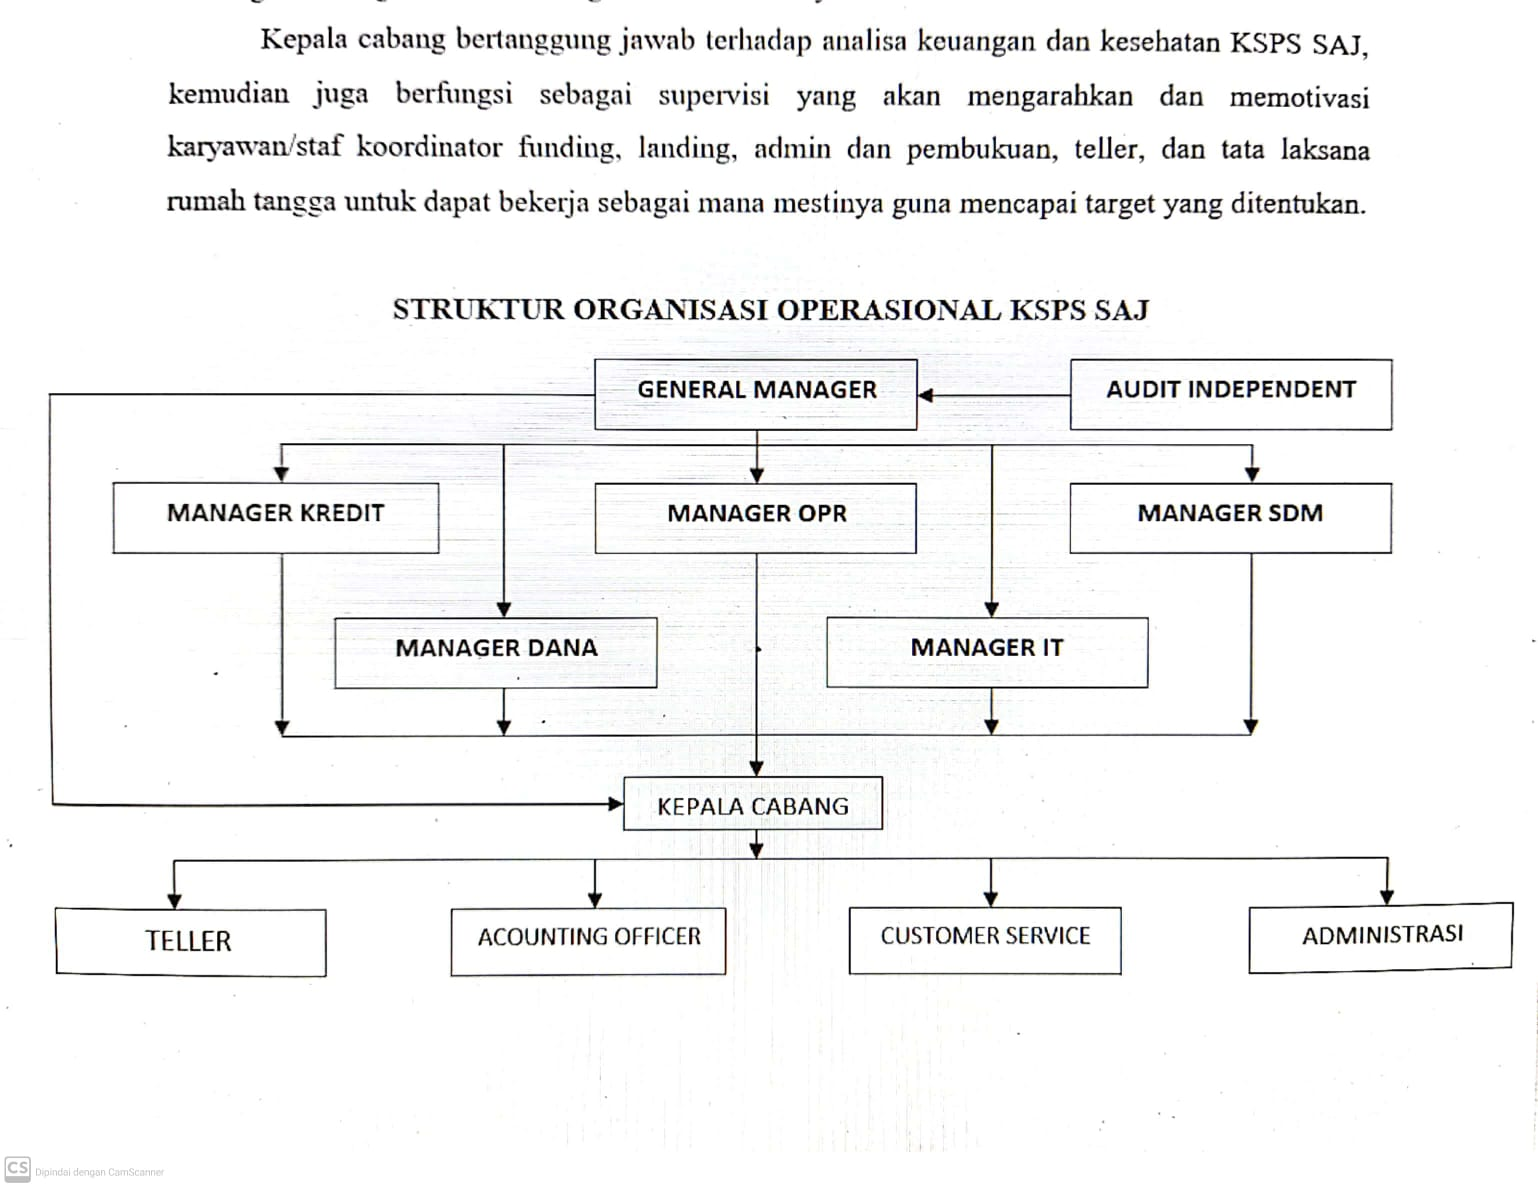 Kepala cabang bertanggung jawab terhadap analisa keuangan dan kesehatan KSPS SAJ,
kemudian juga berfungsi sebagai supervisi yang akan mengarahkan dan memotivasi
karyawan/staf koordinator funding, landing, admin dan pembukuan, teller, dan tata laksana
rumah tangga untuk dapat bekerja sebagai mana mestinya guna mencapai target yang ditentukan.
STRUKTUR ORGANISASI OPERASIONAL KSPS SAJ
GENERAL MANAGER
AUDIT INDEPENDENT
MANAGER KREDIT
MANAGER OPR
MANAGER SDM
MANAGER DANA
MANAGER IT
KEPALA CABANG
TELLER
ACOUNTING OFFICER
CUSTOMER SERVICE
ADMINISTRASI
CS Dipindai dengan CamScanner